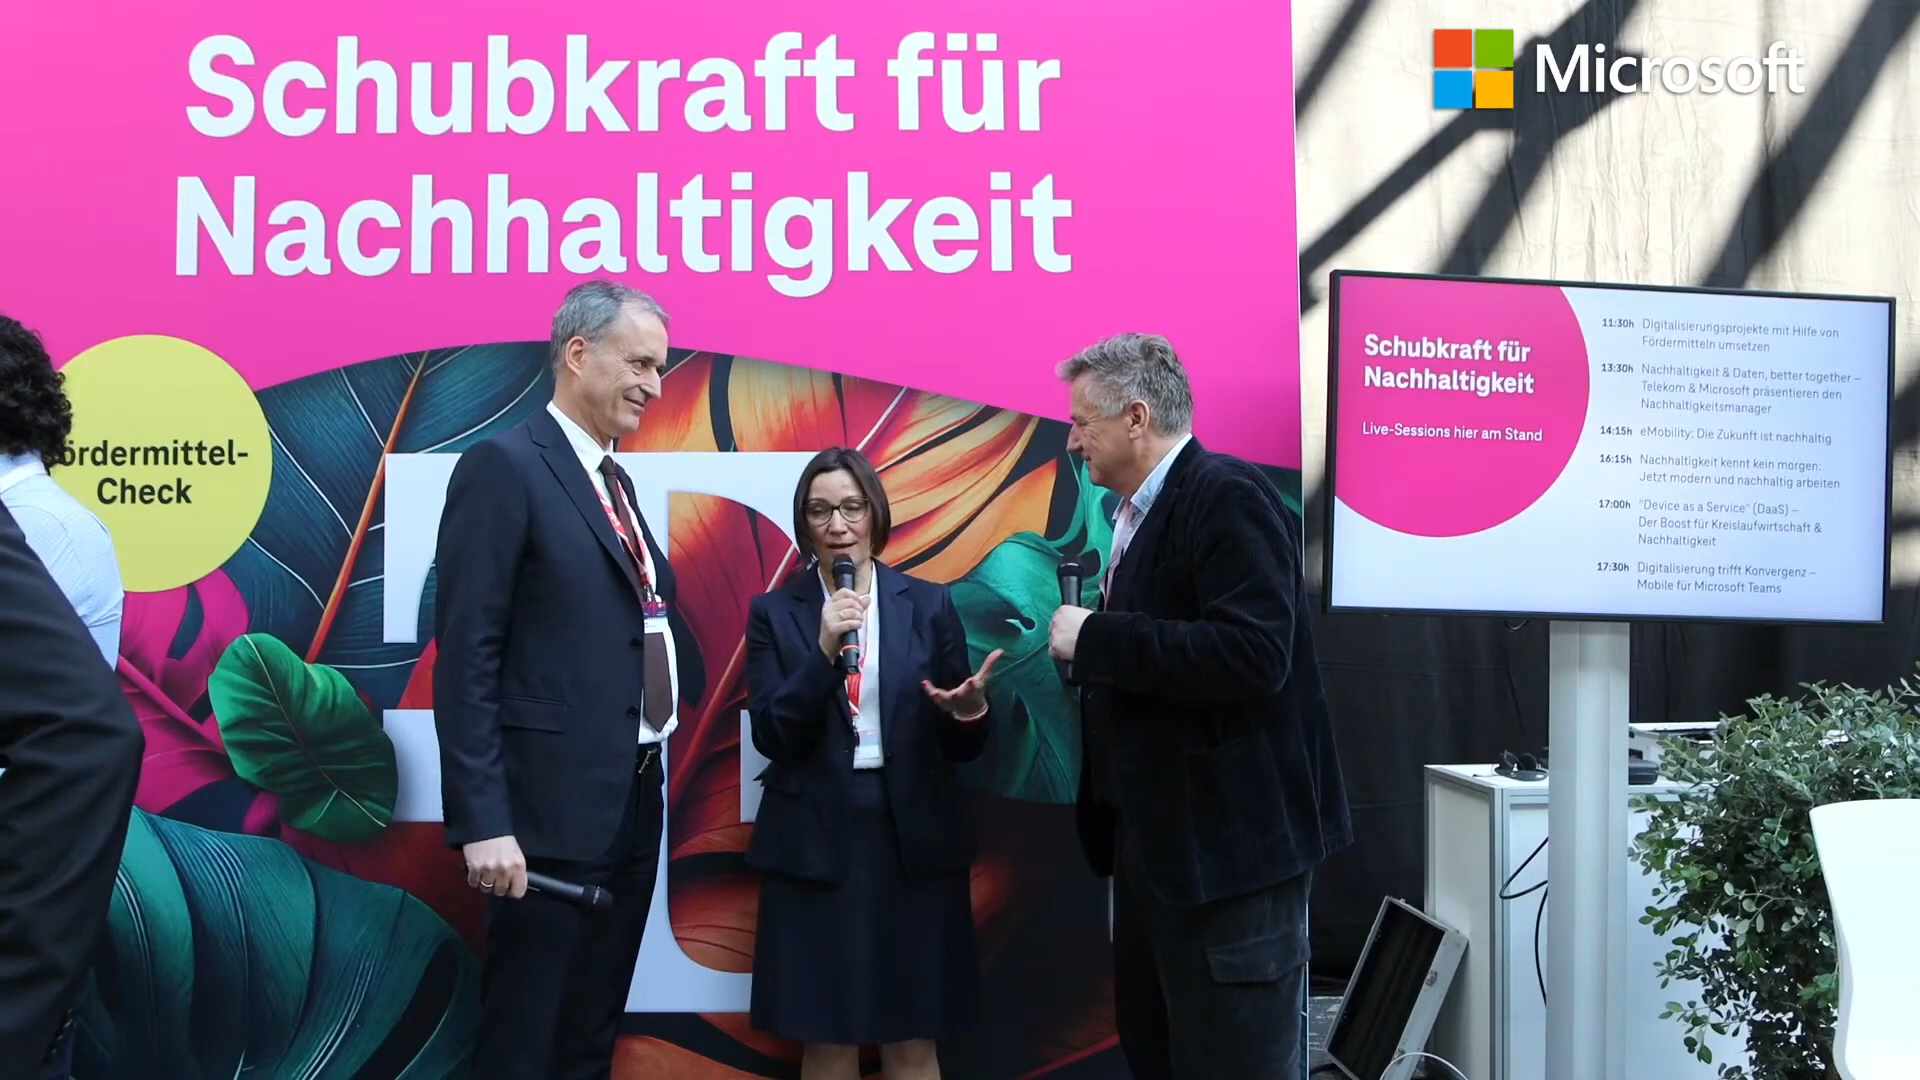 Schubkraft für
Nachhaltigkeit
Microsoft
ördermittel-
Check
T
Schubkraft für
Nachhaltigkeit
Live-Sessions hier am Stand
11:30h Digitalisierungsprojekte mit Hilfe von
Fördermitteln umsetzen
13:30h Nachhaltigkeit & Daten, better together –
Telekom & Microsoft präsentieren den
Nachhaltigkeitsmanager
14:15h eMobility: Die Zukunft ist nachhaltig
16:15h Nachhaltigkeit kennt kein morgen:
Jetzt modern und nachhaltig arbeiten
17:00h "Device as a Service" (DaaS) –
Der Boost für Kreislaufwirtschaft &
Nachhaltigkeit
17:30h Digitalisierung trifft Konvergenz –
Mobile für Microsoft Teams